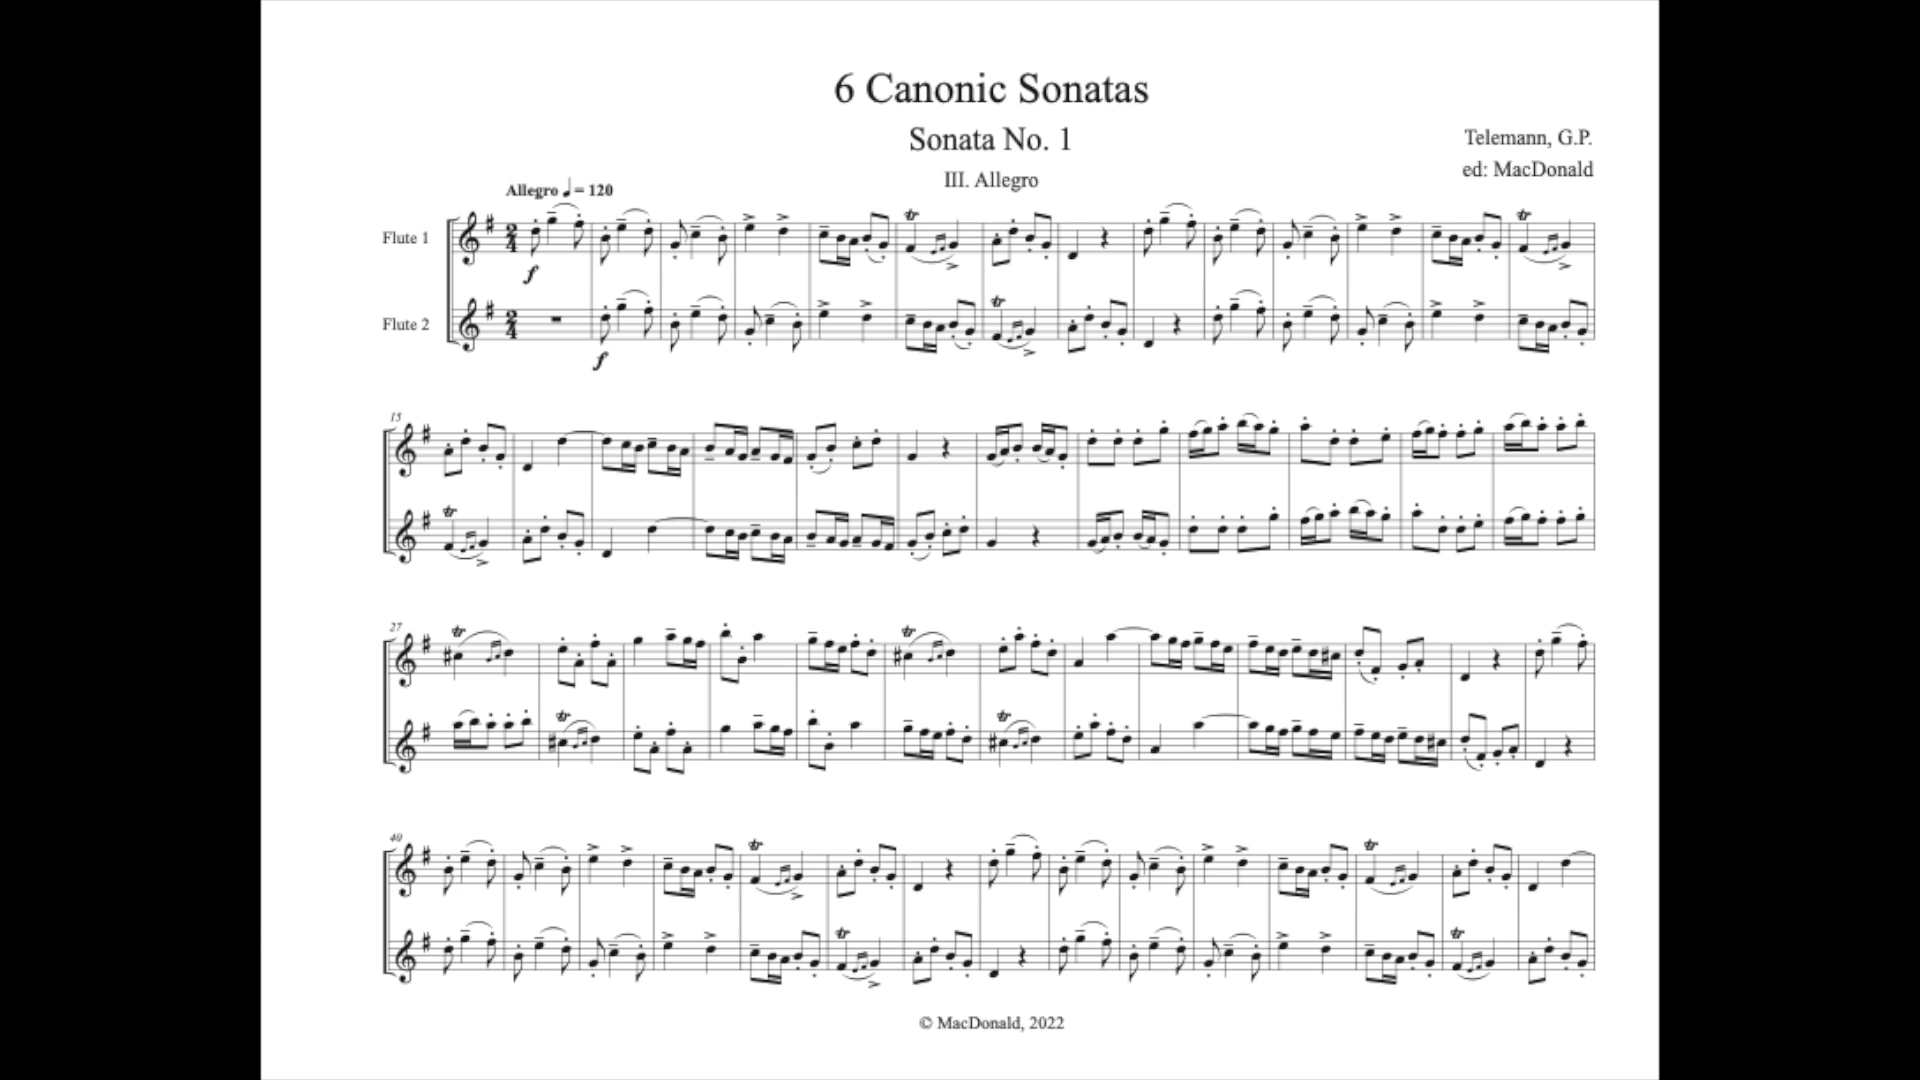 6 Canonic Sonatas
Sonata No. 1
III. Allegro
Telemann, G.P.
ed: MacDonald
Allegro ♩ = 120
Flute 1
f
Flute 2
f
15
27
40
© MacDonald, 2022